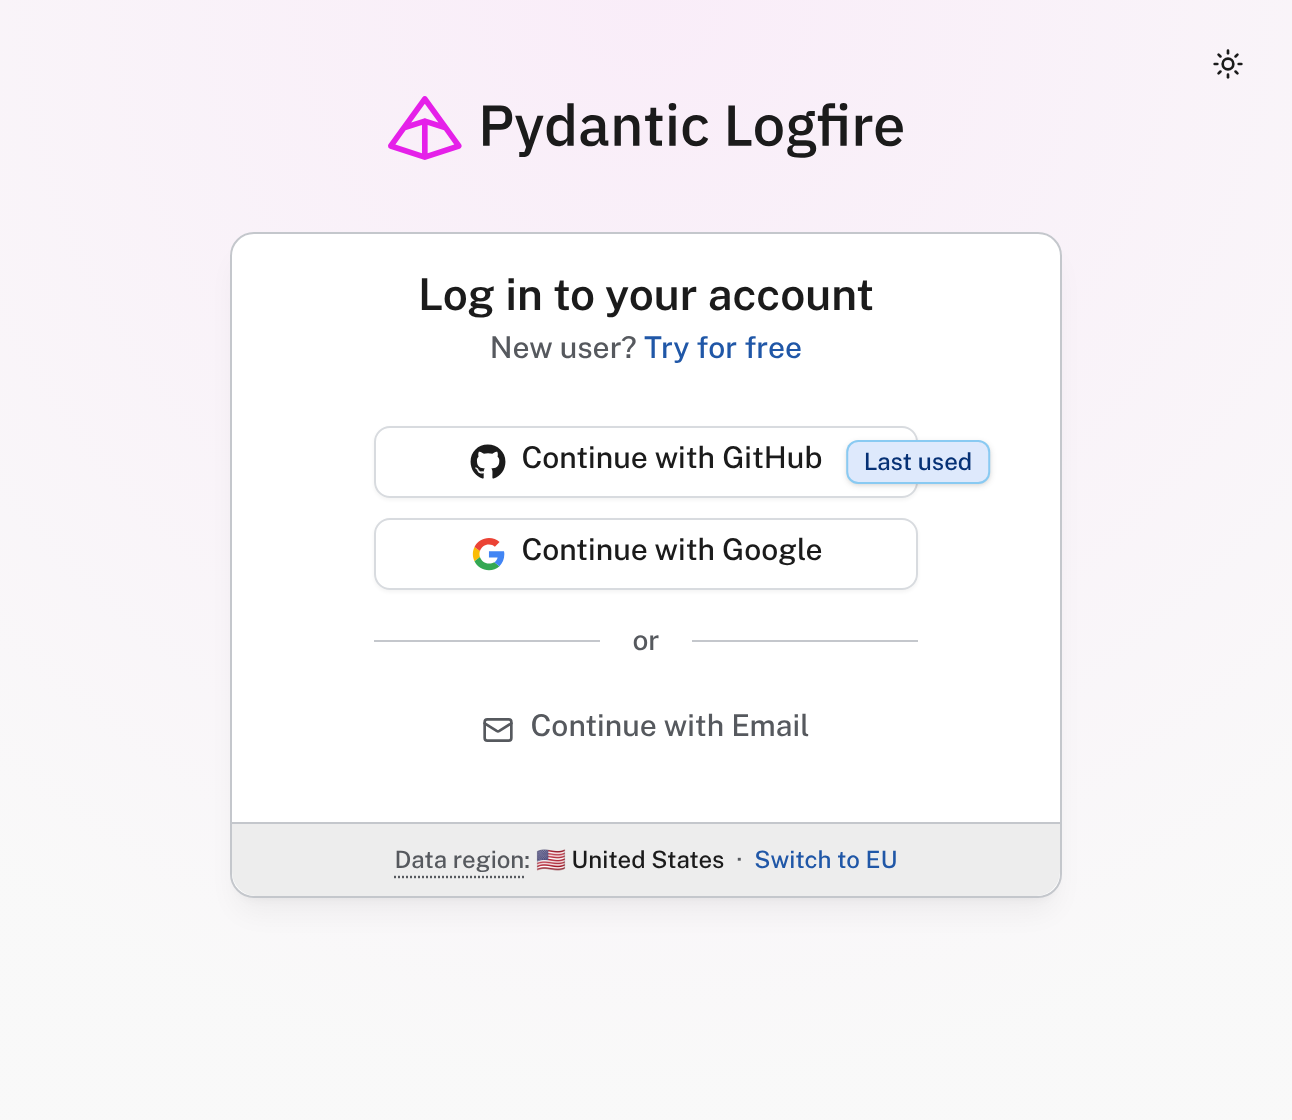 Pydantic Logfire
Log in to your account
New user? Try for free
Continue with GitHub
Last used
Continue with Google
or
Continue with Email
Data region: 🇺🇸 United States · Switch to EU